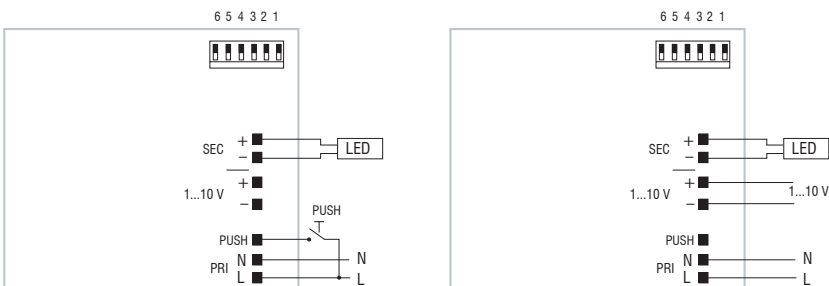 6 5 4 3 2 1
SEC + LED
−
1...10 V +
−
PUSH
PUSH
PRI N N
L L
6 5 4 3 2 1
SEC + LED
−
1...10 V + 1...10 V
−
PUSH
PRI N N
L L